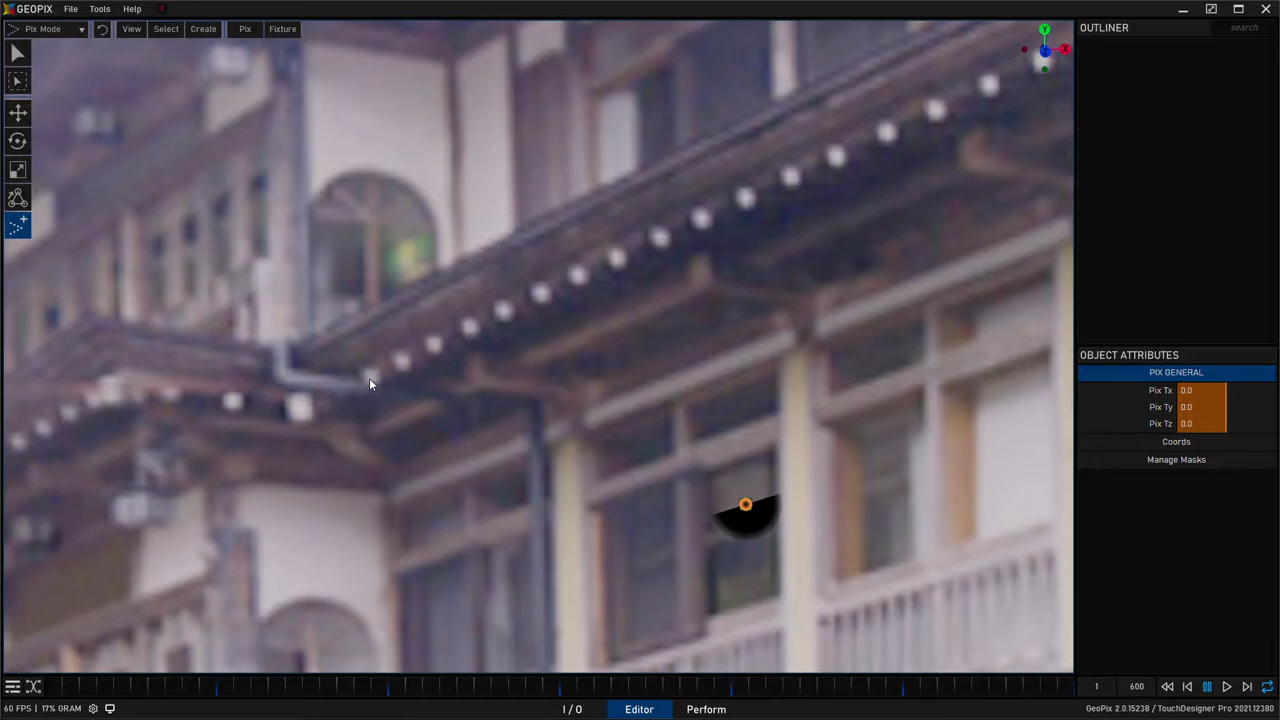 GEOPIX File Tools Help !
Pix Mode View Select Create Pix Fixture
OUTLINER search
Y
X
OBJECT ATTRIBUTES
PIX GENERAL
Pix Tx 0.0
Pix Ty 0.0
Pix Tz 0.0
Coords
Manage Masks
1 600
60 FPS | 17% GRAM I / O Editor Perform GeoPix 2.0.15238 / TouchDesigner Pro 2021.12380